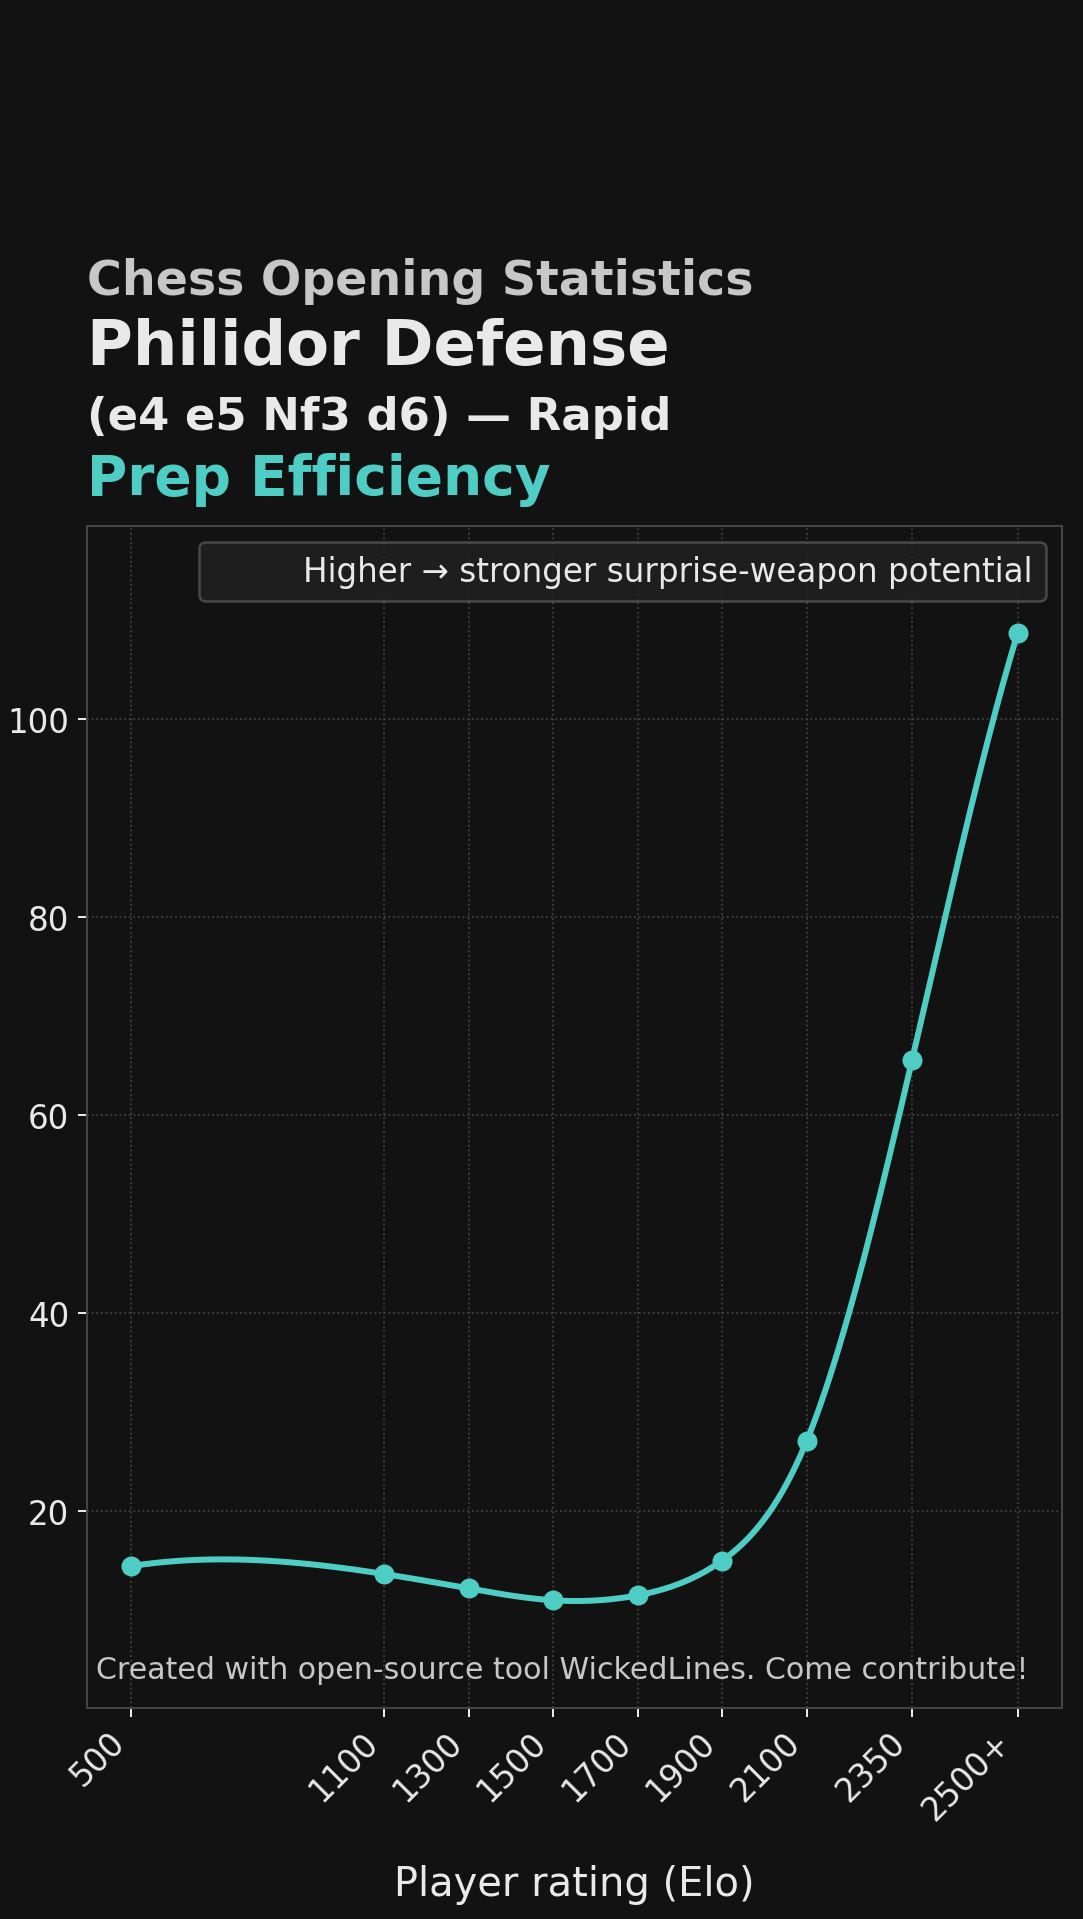 Chess Opening Statistics
Philidor Defense
(e4 e5 Nf3 d6) — Rapid
Prep Efficiency
Higher → stronger surprise-weapon potential
100
80
60
40
20
Created with open-source tool WickedLines. Come contribute!
500
1100
1300
1500
1700
1900
2100
2350
2500+
Player rating (Elo)